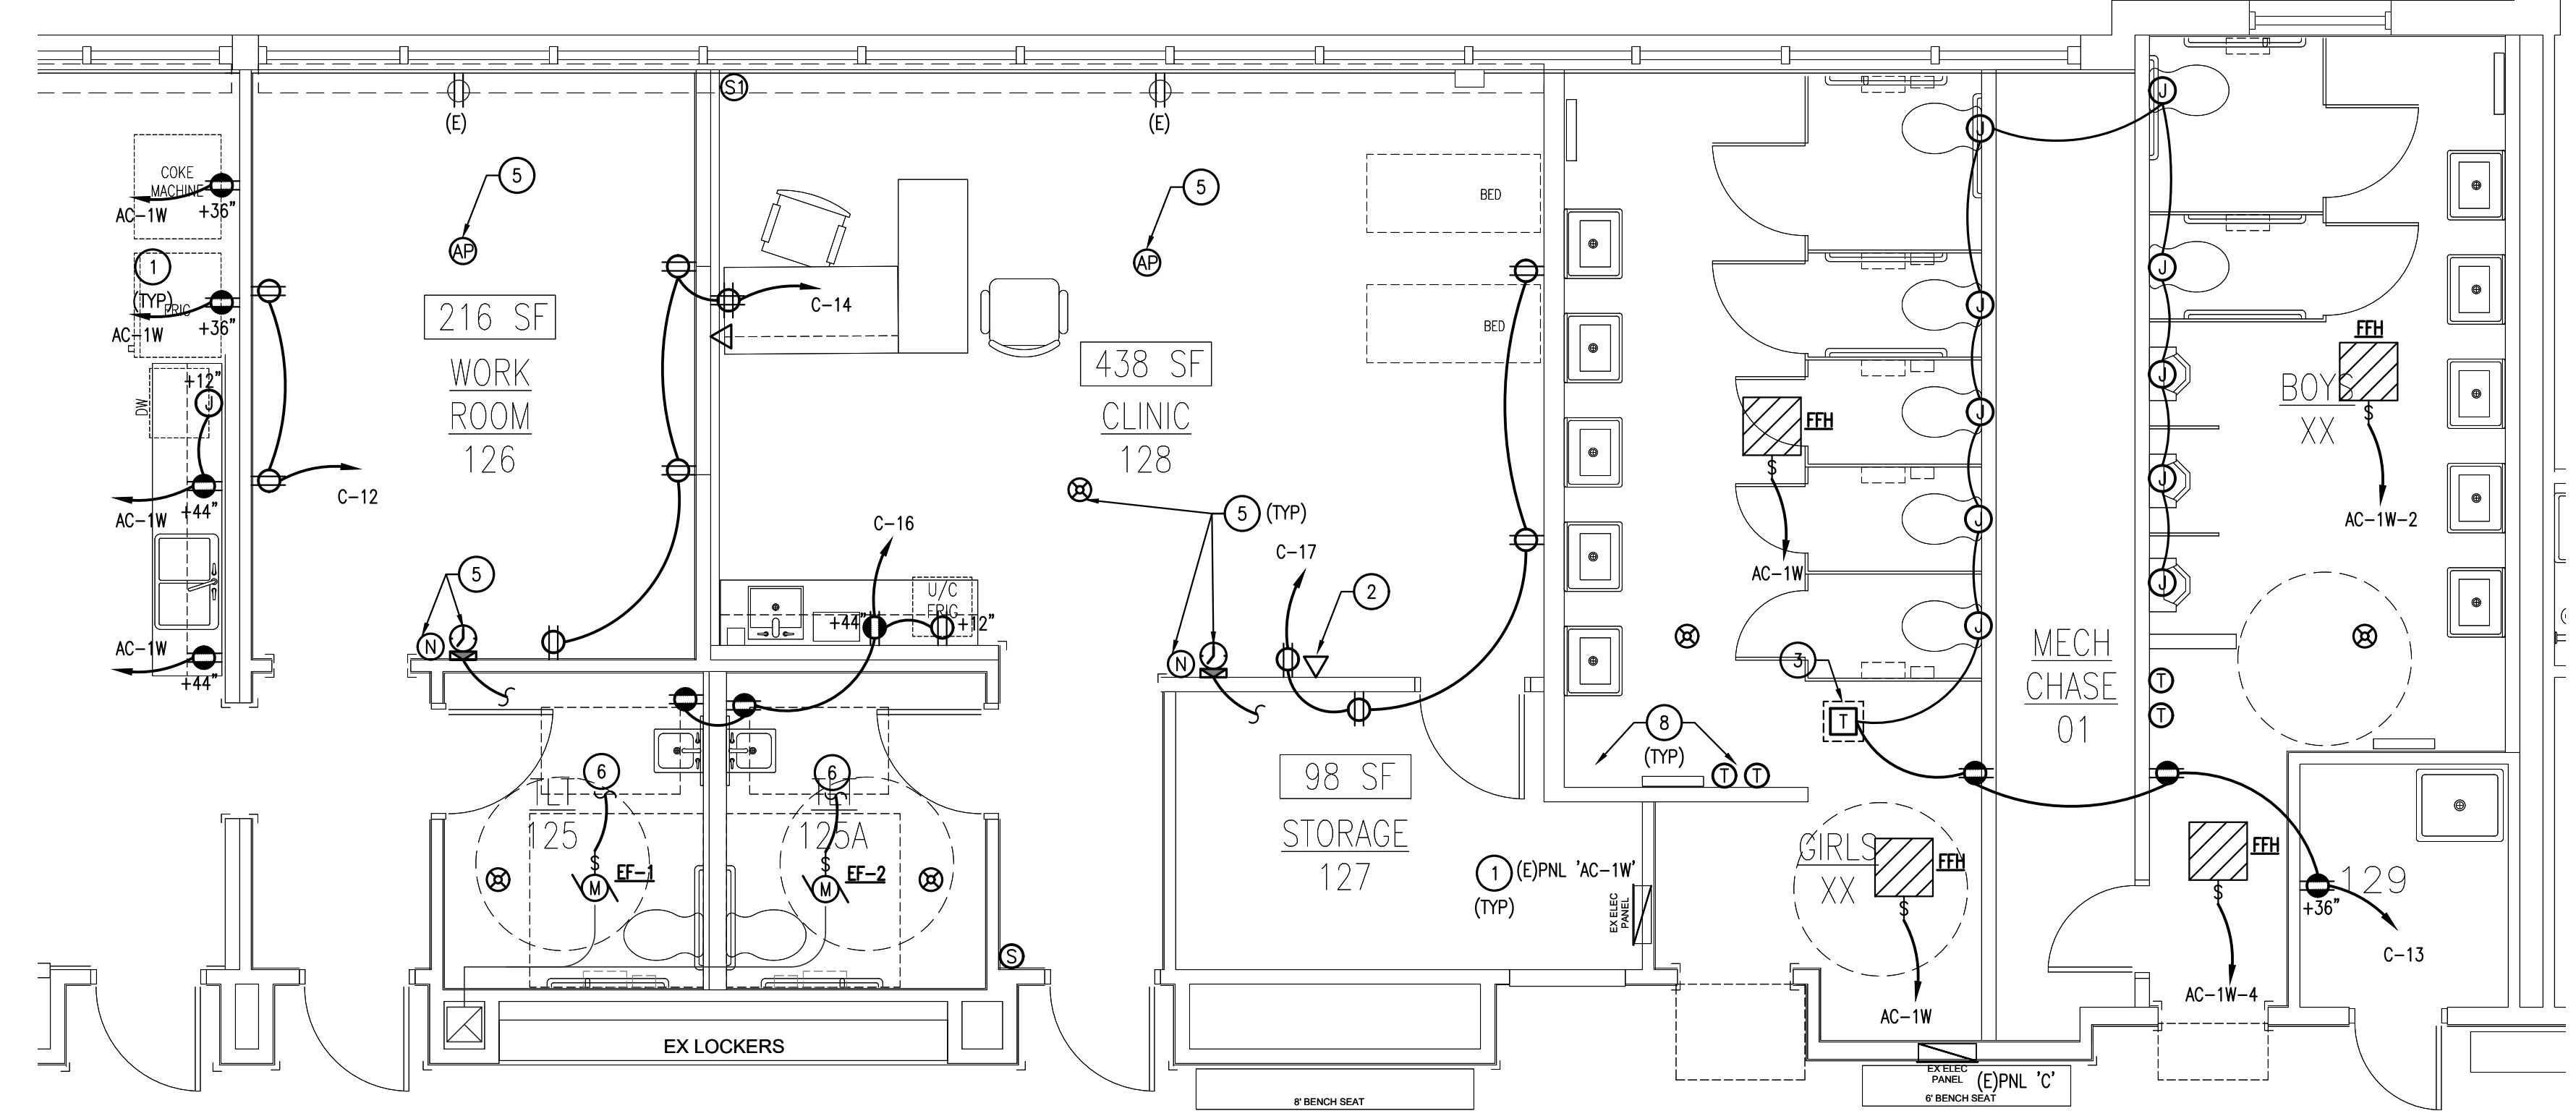 S1
(E)
(E)
J
J
COKE
MACHINE
AC-1W
+36"
5
5
BED
AP
AP
1
(TYP)
FRIG
AC-1W
+36"
216 SF
WORK
ROOM
126
C-14
438 SF
CLINIC
128
BED
J
J
FFH
FFH
BOYS
XX
J
J
+12"
DW
J
AC-1W
+44"
C-12
S
AC-1W
S
AC-1W-2
J
J
C-16
5 (TYP)
C-17
2
5
U/C
FRIG
+44"
+12"
N
N
J
J
AC-1W
+44"
S
S
3
T
MECH
CHASE
01
T
T
8
(TYP)
T
T
6
6
TLT
125
125A
98 SF
STORAGE
127
S
M
EF-1
S
M
EF-2
1 (E)PNL 'AC-1W'
(TYP)
EX ELEC
PANEL
GIRLS
XX
FFH
S
AC-1W
FFH
S
AC-1W-4
129
+36"
C-13
S
EX LOCKERS
8' BENCH SEAT
EX ELEC
PANEL
(E)PNL 'C'
6' BENCH SEAT